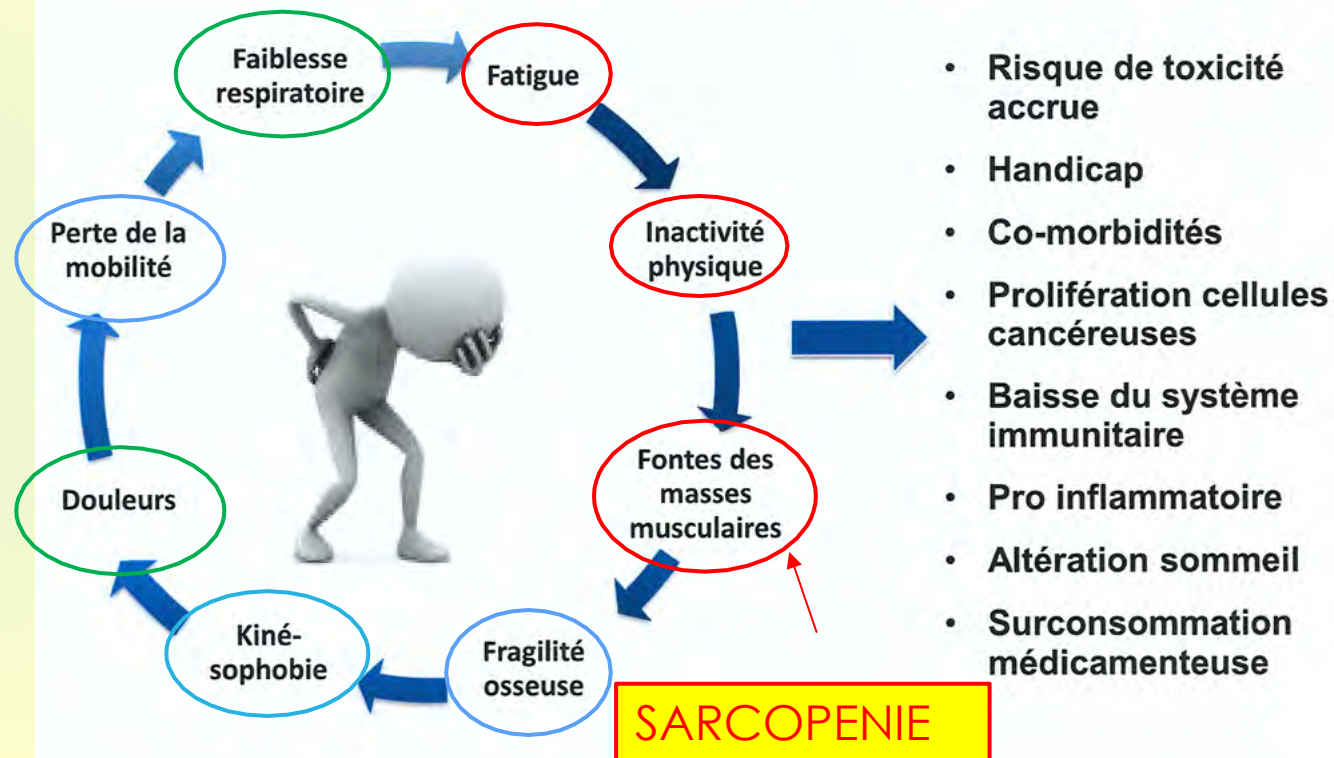 Faiblesse
respiratoire
Fatigue
Inactivité
physique
Fontes des
masses
musculaires
Fragilité
osseuse
Kiné-
sophobie
Douleurs
Perte de la
mobilité
SARCOPENIE
• Risque de toxicité
accrue
• Handicap
• Co-morbidités
• Prolifération cellules
cancéreuses
• Baisse du système
immunitaire
• Pro inflammatoire
• Altération sommeil
• Surconsommation
médicamenteuse